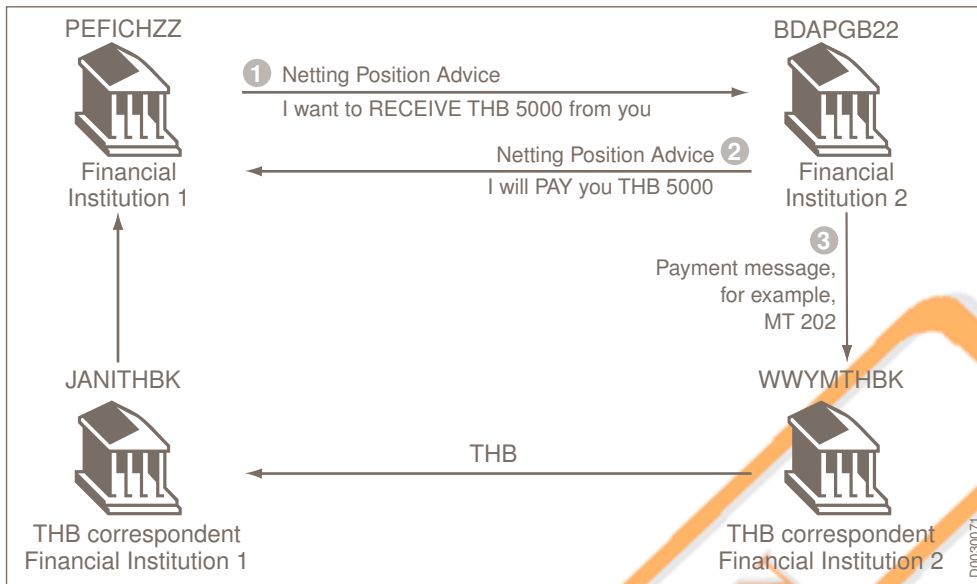 PEFICHZZ
BDAPGB22
1 Netting Position Advice
I want to RECEIVE THB 5000 from you
Netting Position Advice 2
I will PAY you THB 5000
Financial
Institution 1
Financial
Institution 2
3
Payment message,
for example,
MT 202
JANITHBK
WWYMTHBK
THB
THB correspondent
Financial Institution 1
THB correspondent
Financial Institution 2
D0030071